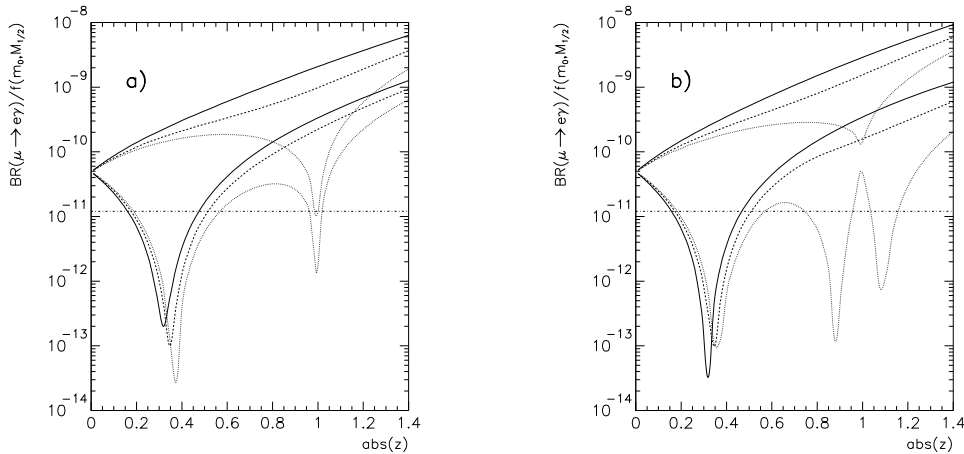 BR(μ → eγ)/f(m₀,M₁/₂)
10⁻⁸
10⁻⁹
10⁻¹⁰
10⁻¹¹
10⁻¹²
10⁻¹³
10⁻¹⁴
a)
0 0.2 0.4 0.6 0.8 1 1.2 1.4
abs(z)
BR(μ → eγ)/f(m₀,M₁/₂)
10⁻⁸
10⁻⁹
10⁻¹⁰
10⁻¹¹
10⁻¹²
10⁻¹³
10⁻¹⁴
b)
0 0.2 0.4 0.6 0.8 1 1.2 1.4
abs(z)